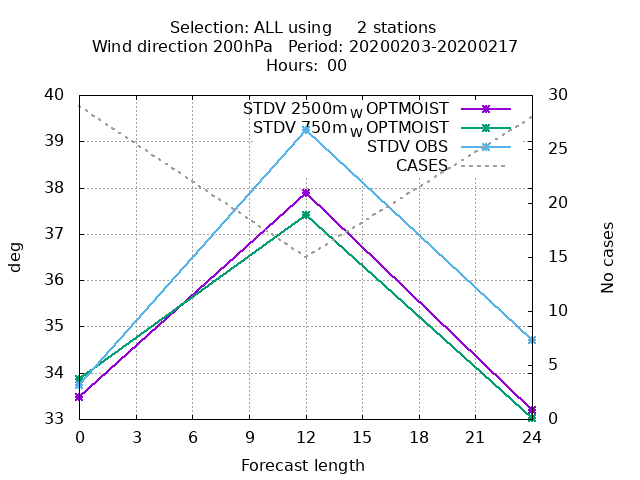 Selection: ALL using     2 stations
Wind direction 200hPa   Period: 20200203-20200217
Hours: 00
40
39
38
37
36
35
34
33
30
25
20
15
10
5
0
STDV 2500m_W OPTMOIST
STDV 750m_W OPTMOIST
STDV OBS
CASES
deg
No cases
0 3 6 9 12 15 18 21 24
Forecast length